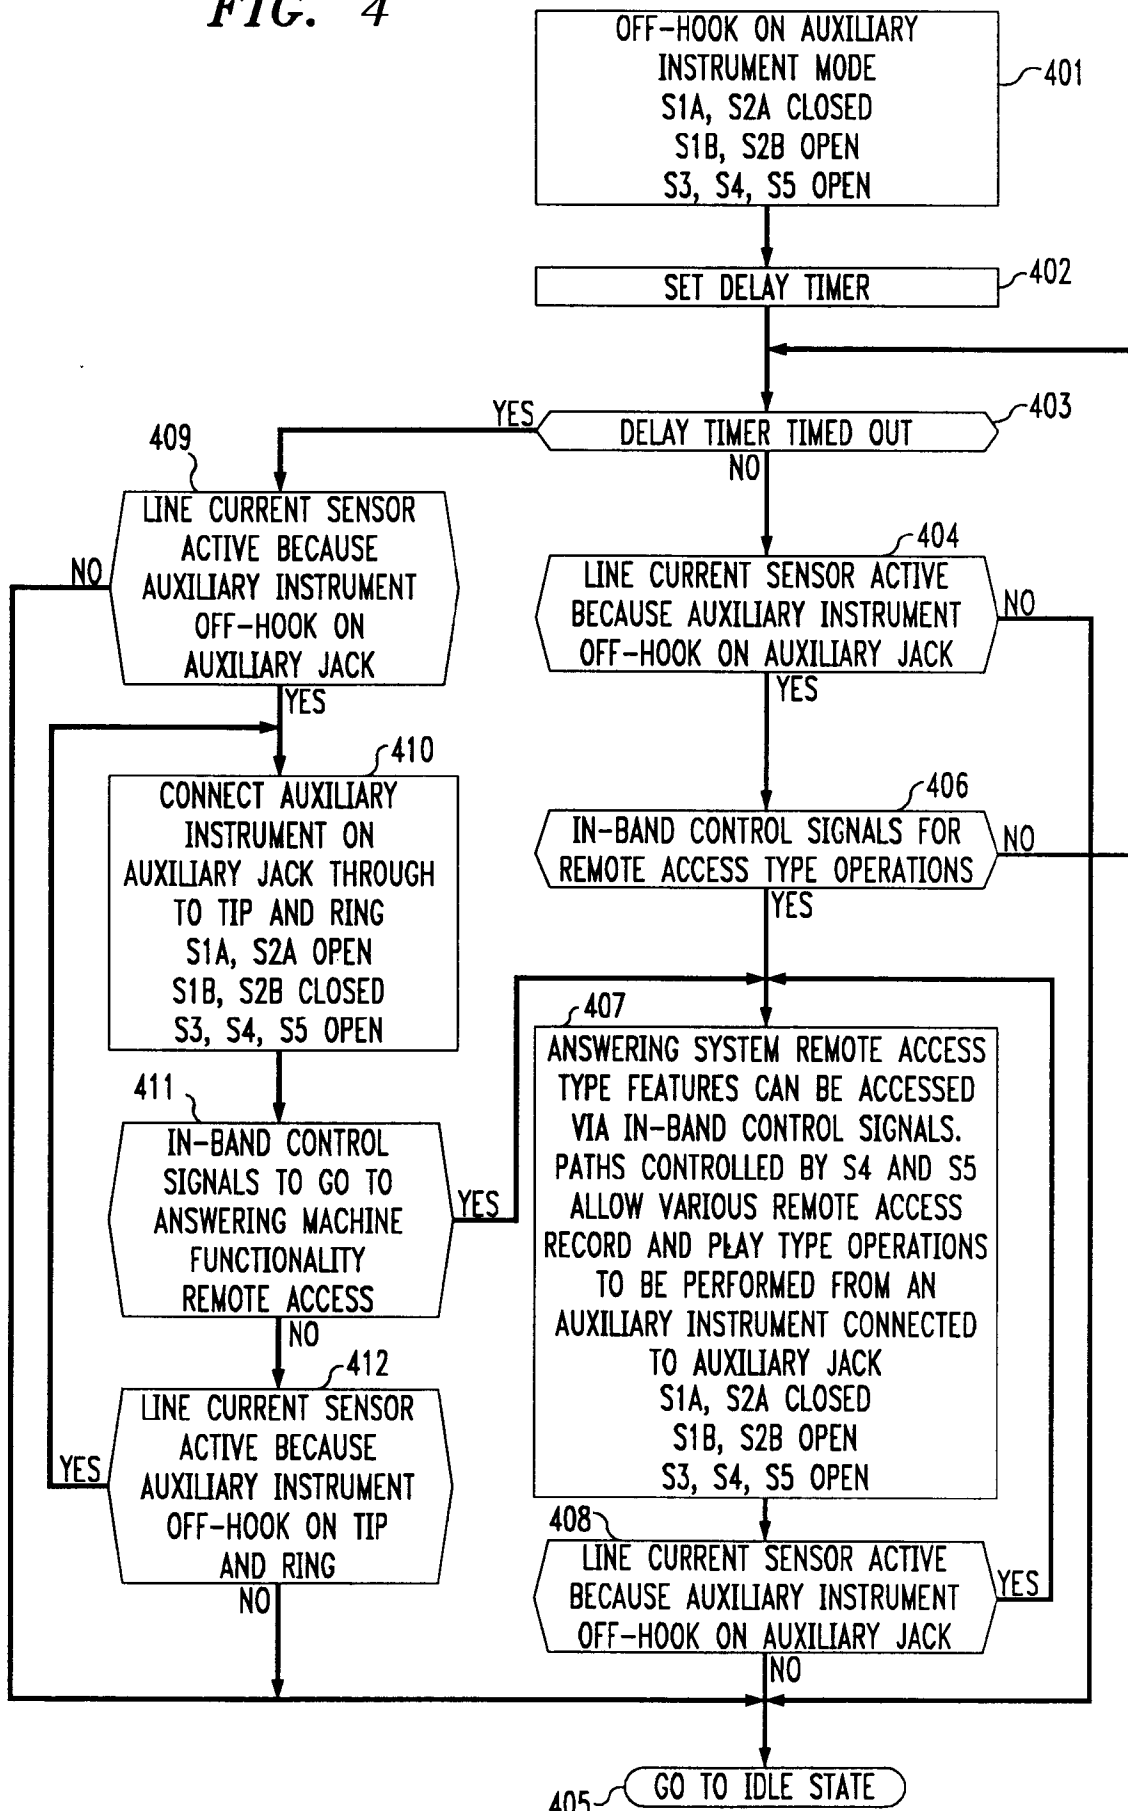 FIG. 4
OFF-HOOK ON AUXILIARY
INSTRUMENT MODE
S1A, S2A CLOSED
S1B, S2B OPEN
S3, S4, S5 OPEN
401
SET DELAY TIMER
402
DELAY TIMER TIMED OUT
403
YES
NO
409
LINE CURRENT SENSOR
ACTIVE BECAUSE
AUXILIARY INSTRUMENT
OFF-HOOK ON
AUXILIARY JACK
NO
YES
404
LINE CURRENT SENSOR ACTIVE
BECAUSE AUXILIARY INSTRUMENT
OFF-HOOK ON AUXILIARY JACK
NO
YES
410
CONNECT AUXILIARY
INSTRUMENT ON
AUXILIARY JACK THROUGH
TO TIP AND RING
S1A, S2A OPEN
S1B, S2B CLOSED
S3, S4, S5 OPEN
406
IN-BAND CONTROL SIGNALS FOR
REMOTE ACCESS TYPE OPERATIONS
NO
YES
411
IN-BAND CONTROL
SIGNALS TO GO TO
ANSWERING MACHINE
FUNCTIONALITY
REMOTE ACCESS
YES
NO
407
ANSWERING SYSTEM REMOTE ACCESS
TYPE FEATURES CAN BE ACCESSED
VIA IN-BAND CONTROL SIGNALS.
PATHS CONTROLLED BY S4 AND S5
ALLOW VARIOUS REMOTE ACCESS
RECORD AND PLAY TYPE OPERATIONS
TO BE PERFORMED FROM AN
AUXILIARY INSTRUMENT CONNECTED
TO AUXILIARY JACK
S1A, S2A CLOSED
S1B, S2B OPEN
S3, S4, S5 OPEN
412
LINE CURRENT SENSOR
ACTIVE BECAUSE
AUXILIARY INSTRUMENT
OFF-HOOK ON TIP
AND RING
YES
NO
408
LINE CURRENT SENSOR ACTIVE
BECAUSE AUXILIARY INSTRUMENT
OFF-HOOK ON AUXILIARY JACK
YES
NO
405
GO TO IDLE STATE